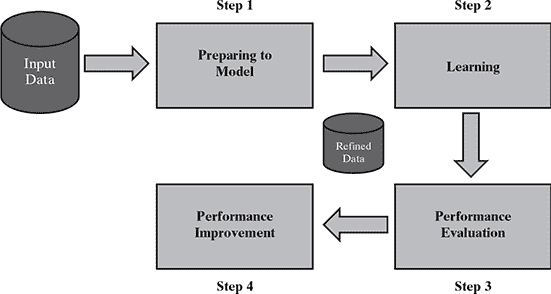 Step 1
Step 2
Input
Data
Preparing to
Model
Learning
Refined
Data
Performance
Improvement
Performance
Evaluation
Step 4
Step 3